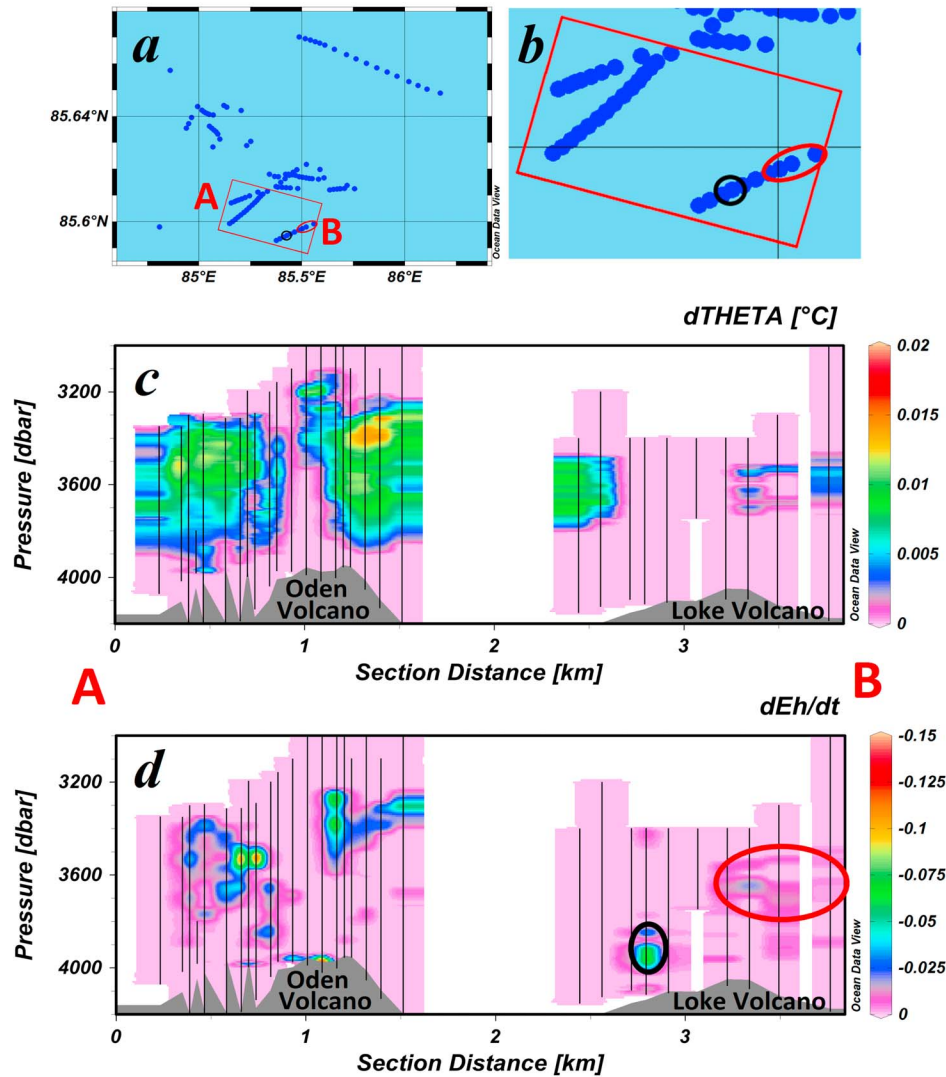 a
b
85.64°N
85.6°N
A
B
85°E
85.5°E
86°E
Ocean Data View
dTHETA [°C]
c
Pressure [dbar]
3200
3600
4000
Oden
Volcano
Loke Volcano
Ocean Data View
0.02
0.015
0.01
0.005
0
0
1
2
3
Section Distance [km]
A
B
dEh/dt
d
Pressure [dbar]
3200
3600
4000
Oden
Volcano
Loke Volcano
Ocean Data View
-0.15
-0.125
-0.1
-0.075
-0.05
-0.025
0
0
1
2
3
Section Distance [km]